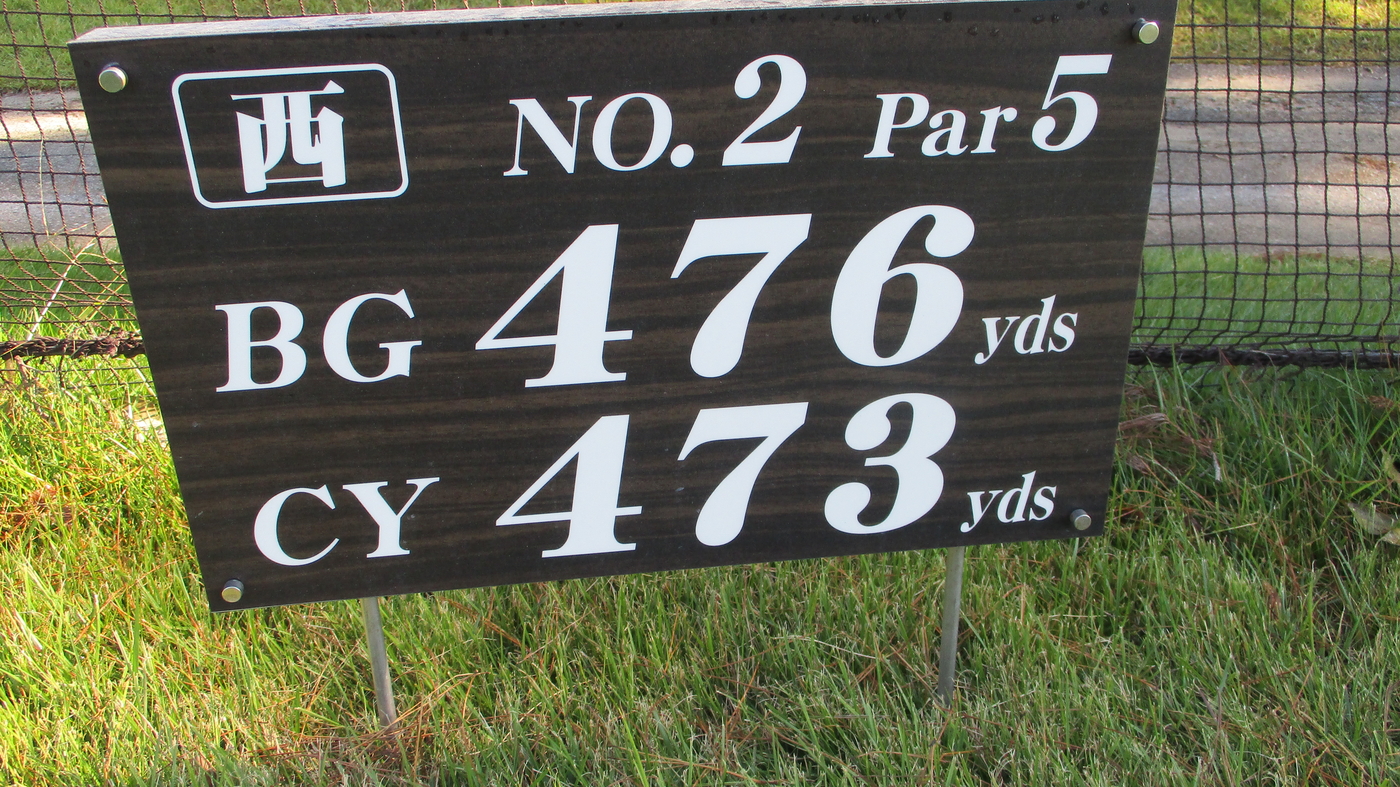 西 NO. 2 Par 5
BG 476 yds
CY 473 yds